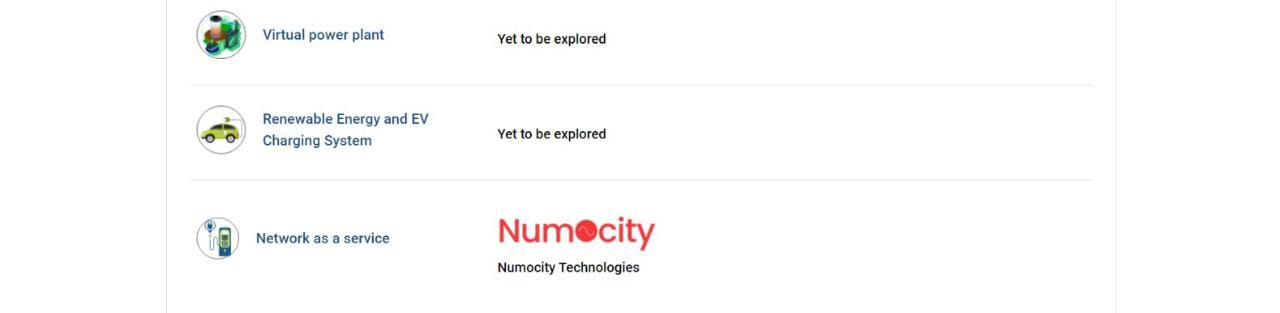 Virtual power plant
Yet to be explored
Renewable Energy and EV
Charging System
Yet to be explored
Network as a service
Numocity
Numocity Technologies